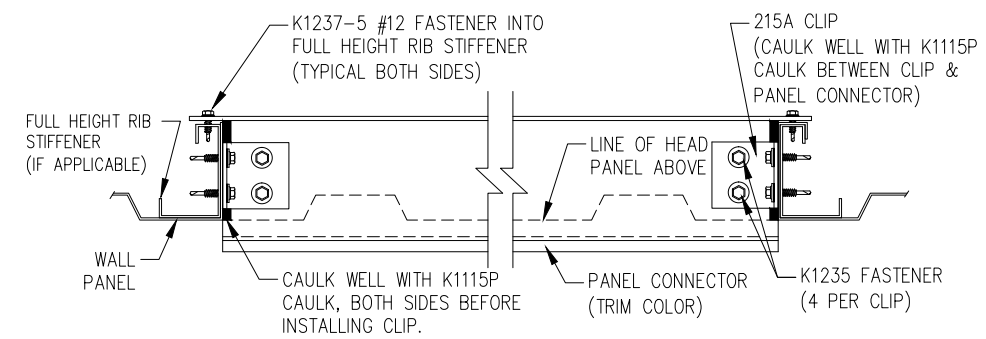 K1237-5 #12 FASTENER INTO
FULL HEIGHT RIB STIFFENER
(TYPICAL BOTH SIDES)
215A CLIP
(CAULK WELL WITH K1115P
CAULK BETWEEN CLIP &
PANEL CONNECTOR)
FULL HEIGHT RIB
STIFFENER
(IF APPLICABLE)
LINE OF HEAD
PANEL ABOVE
WALL
PANEL
CAULK WELL WITH K1115P
CAULK, BOTH SIDES BEFORE
INSTALLING CLIP.
PANEL CONNECTOR
(TRIM COLOR)
K1235 FASTENER
(4 PER CLIP)